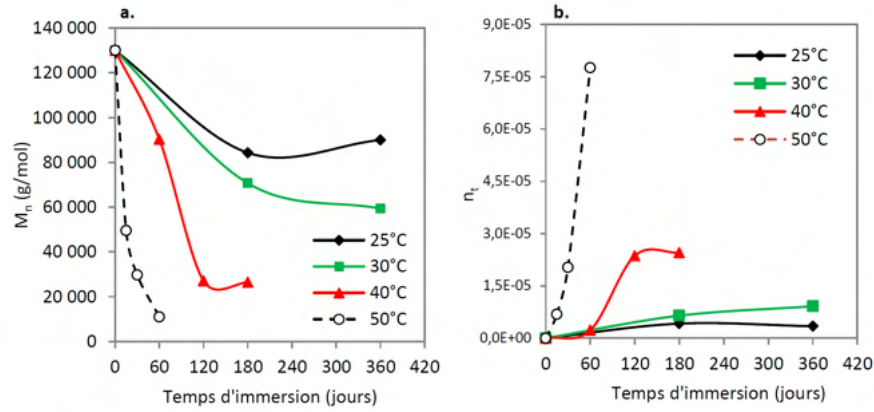 a.
140 000
120 000
100 000
80 000
60 000
40 000
20 000
0
Mn (g/mol)
25°C
30°C
40°C
50°C
0 60 120 180 240 300 360 420
Temps d'immersion (jours)
b.
9,0E-05
7,5E-05
6,0E-05
4,5E-05
3,0E-05
1,5E-05
0,0E+00
nt
25°C
30°C
40°C
50°C
0 60 120 180 240 300 360 420
Temps d'immersion (jours)